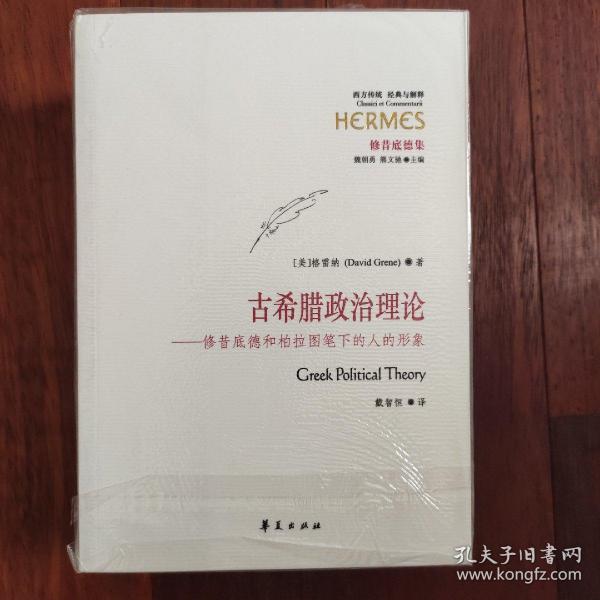 西方传统 经典与解释
Classici et Commentarii
HERMES
修昔底德集
魏朝勇 熊文驰●主编
[美]格雷纳 (David Grene) ● 著
古希腊政治理论
——修昔底德和柏拉图笔下的人的形象
Greek Political Theory
戴智恒 ● 译
华夏出版社
孔夫子旧书网
www.kongfz.com